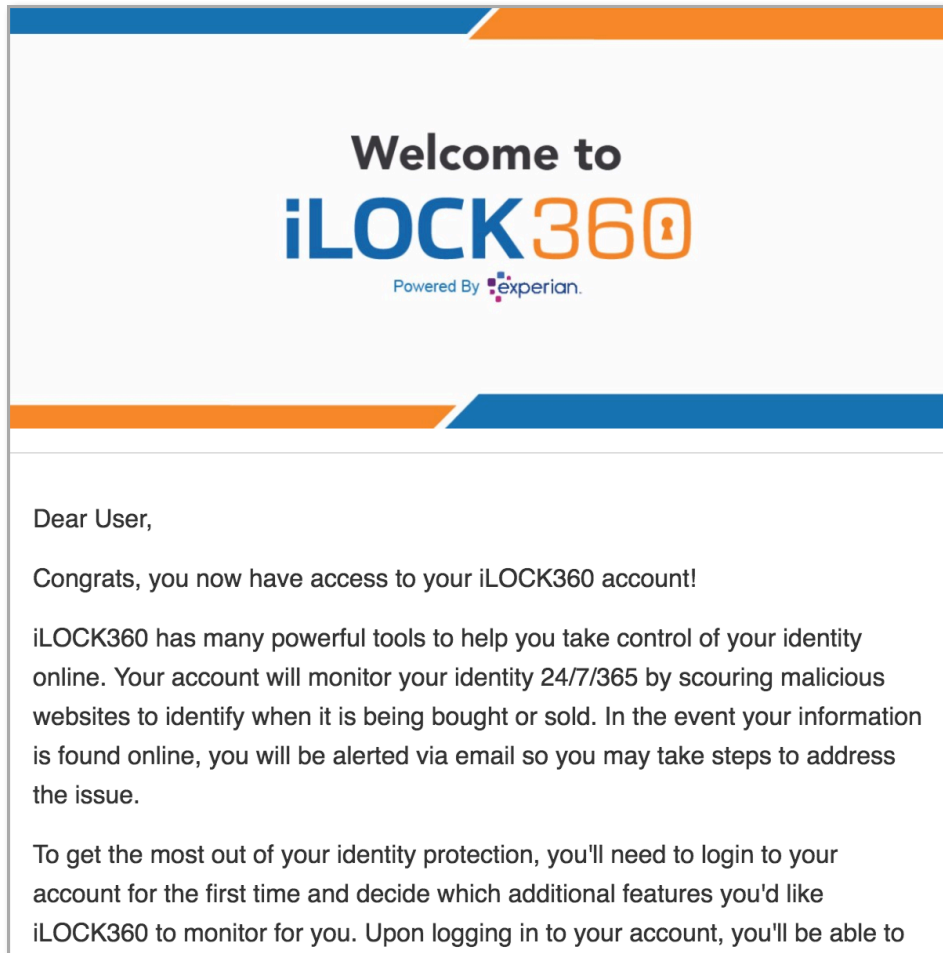 Welcome to
iLOCK360
Powered By experian.
Dear User,
Congrats, you now have access to your iLOCK360 account!
iLOCK360 has many powerful tools to help you take control of your identity
online. Your account will monitor your identity 24/7/365 by scouring malicious
websites to identify when it is being bought or sold. In the event your information
is found online, you will be alerted via email so you may take steps to address
the issue.
To get the most out of your identity protection, you'll need to login to your
account for the first time and decide which additional features you'd like
iLOCK360 to monitor for you. Upon logging in to your account, you'll be able to